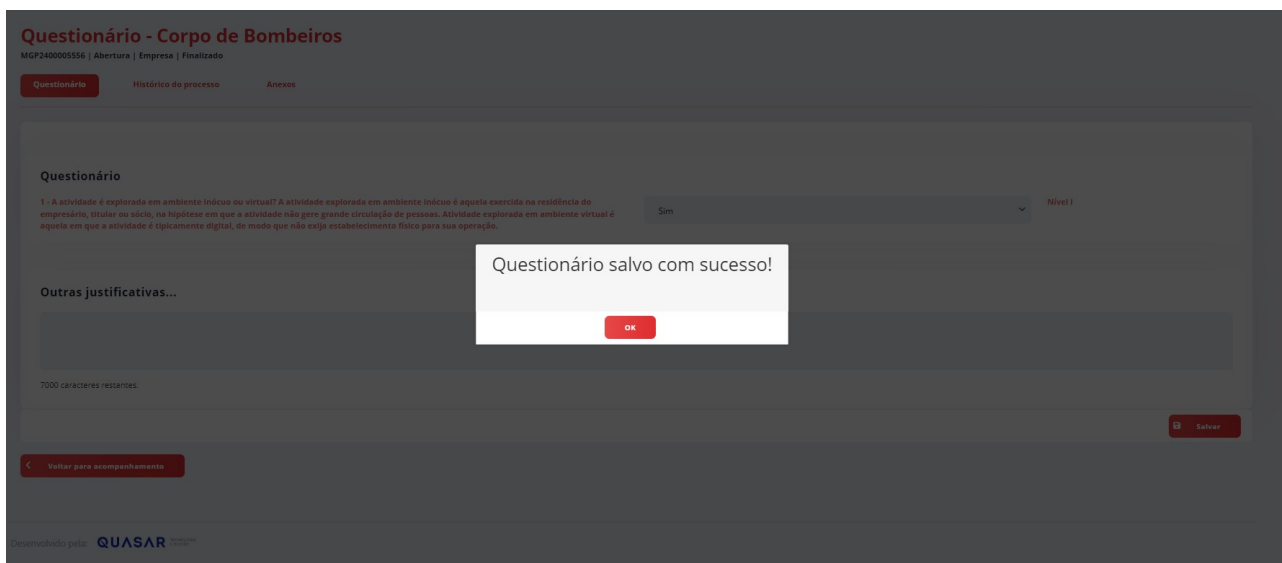 Questionário - Corpo de Bombeiros
MGP2400005556 | Abertura | Empresa | Finalizado
Questionário Histórico do processo Anexos
Questionário
1 - A atividade é explorada em ambiente inócuo ou virtual? A atividade explorada em ambiente inócuo é aquela exercida na residência do
empresário, titular ou sócio, na hipótese em que a atividade não gere grande circulação de pessoas. Atividade explorada em ambiente virtual é
aquela em que a atividade é tipicamente digital, de modo que não exija estabelecimento físico para sua operação.
Sim
Nível I
Questionário salvo com sucesso!
OK
Outras justificativas...
7000 caracteres restantes.
Salvar
Voltar para acompanhamento
Desenvolvido pela: QUASAR